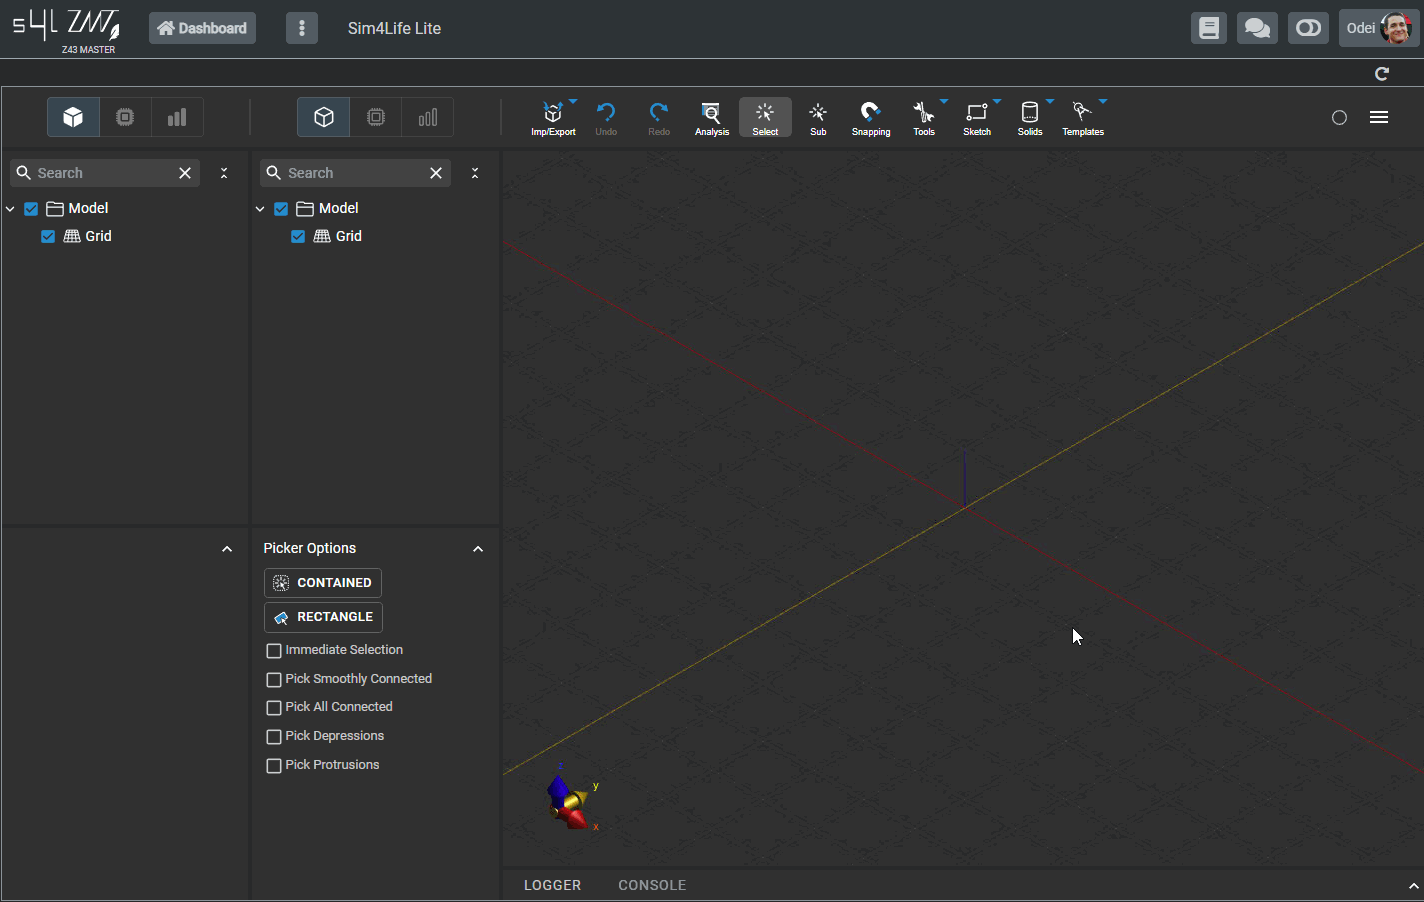 s4l ZMT
Z43 MASTER
Dashboard
Sim4Life Lite
Odei
Imp/Export
Undo
Redo
Analysis
Select
Sub
Snapping
Tools
Sketch
Solids
Templates
Search
Search
Model
Grid
Model
Grid
Picker Options
CONTAINED
RECTANGLE
Immediate Selection
Pick Smoothly Connected
Pick All Connected
Pick Depressions
Pick Protrusions
z
y
x
LOGGER
CONSOLE